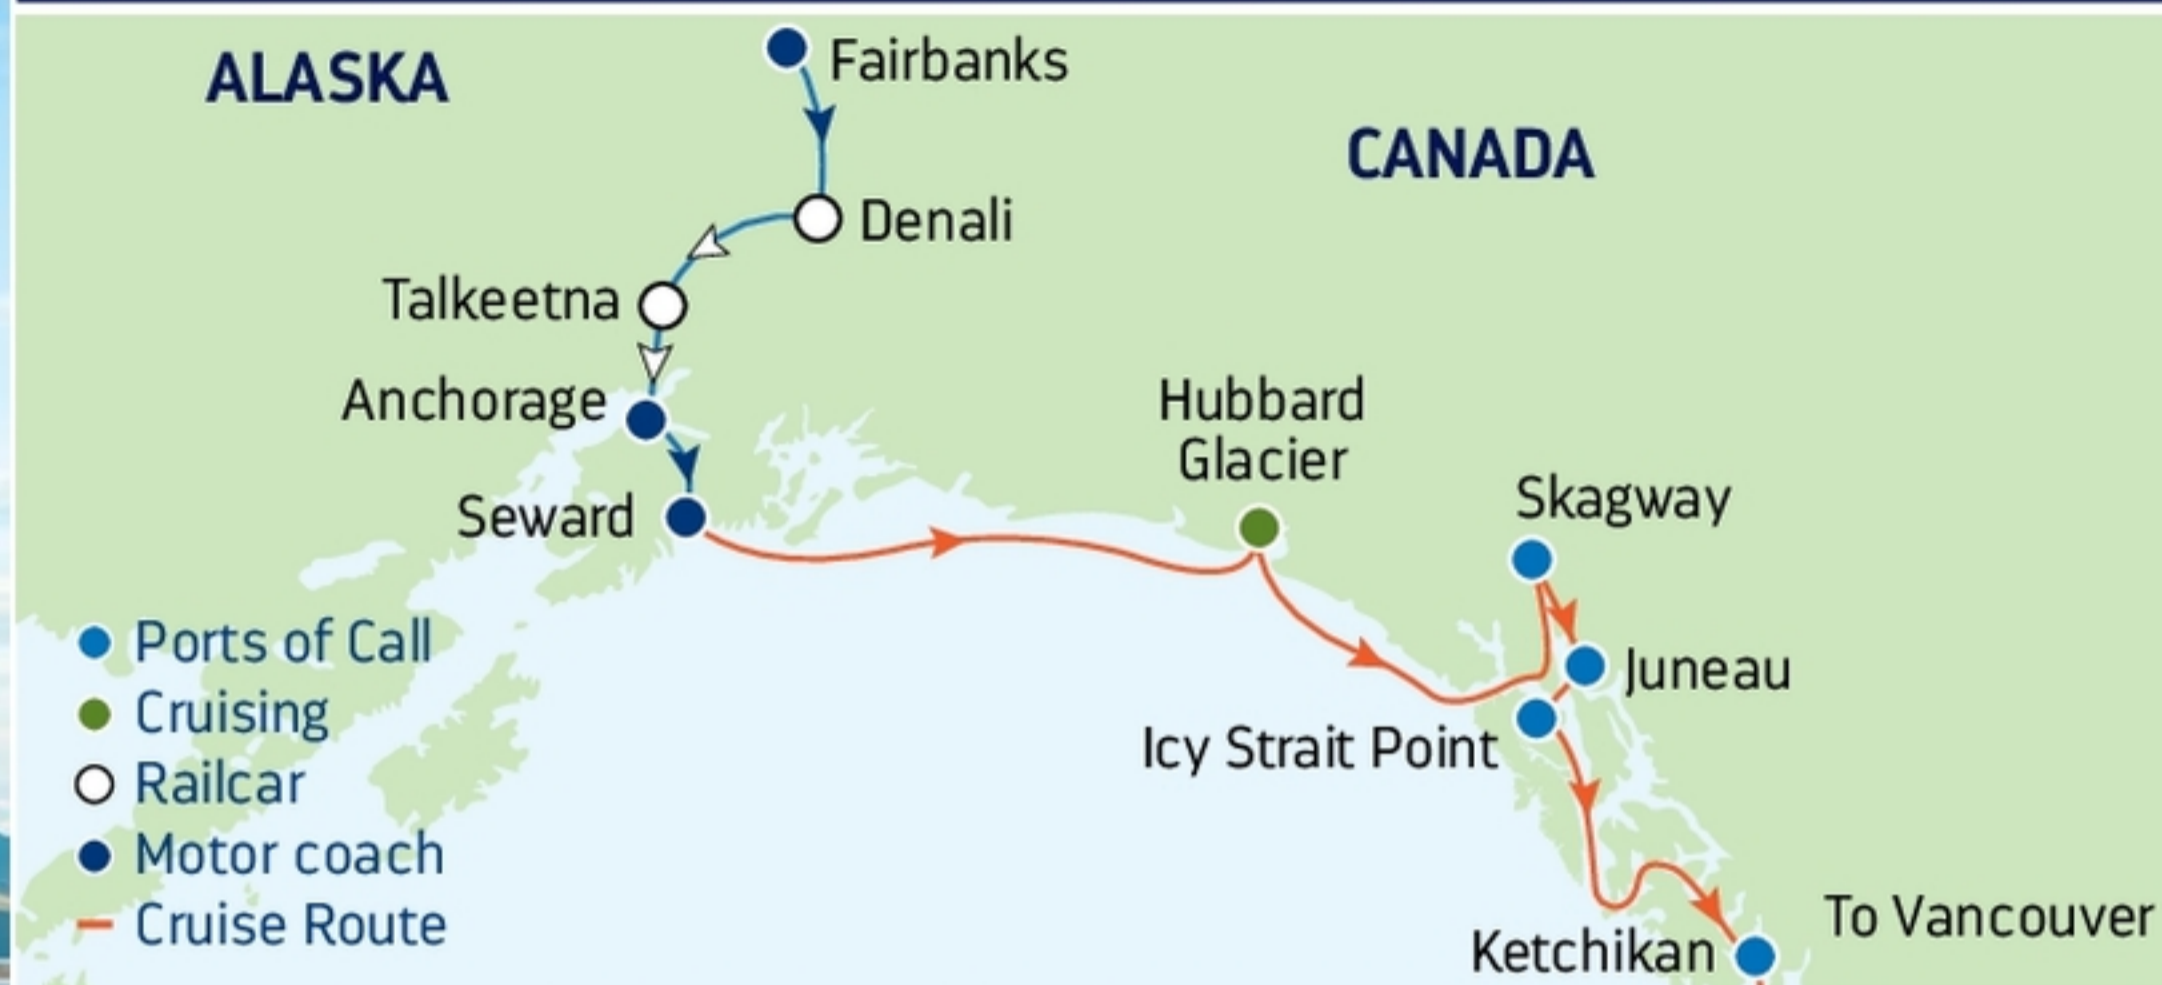 ALASKA
Fairbanks
CANADA
Denali
Talkeetna
Anchorage
Hubbard
Glacier
Seward
Skagway
Ports of Call
Juneau
Cruising
Icy Strait Point
Railcar
Motor coach
Cruise Route
To Vancouver
Ketchikan